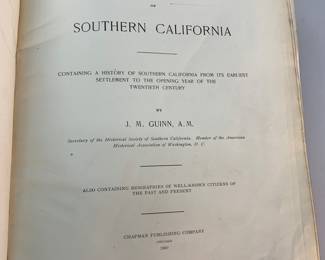 OF
SOUTHERN CALIFORNIA
CONTAINING A HISTORY OF SOUTHERN CALIFORNIA FROM ITS EARLIEST
SETTLEMENT TO THE OPENING YEAR OF THE
TWENTIETH CENTURY
BY
J. M. GUINN, A. M.
Secretary of the Historical Society of Southern California. Member of the American
Historical Association of Washington, D. C.
ALSO CONTAINING BIOGRAPHIES OF WELL-KNOWN CITIZENS OF
THE PAST AND PRESENT
CHAPMAN PUBLISHING COMPANY
CHICAGO